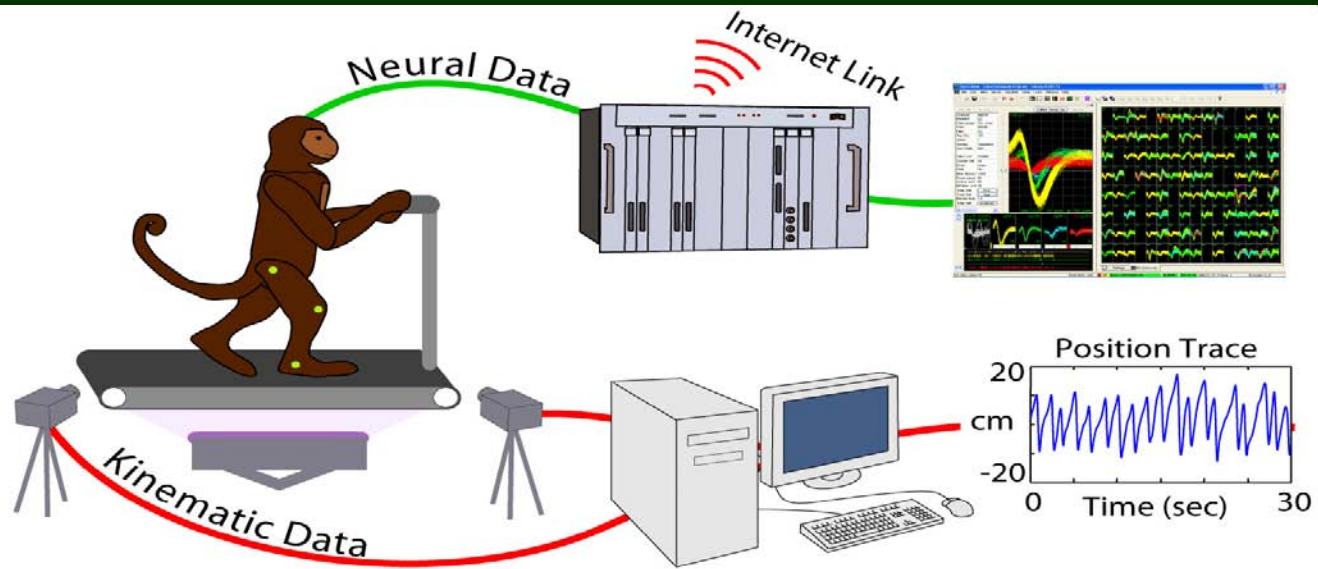 Neural Data
Internet Link
Kinematic Data
Position Trace
20
cm
-20
0
Time (sec)
30